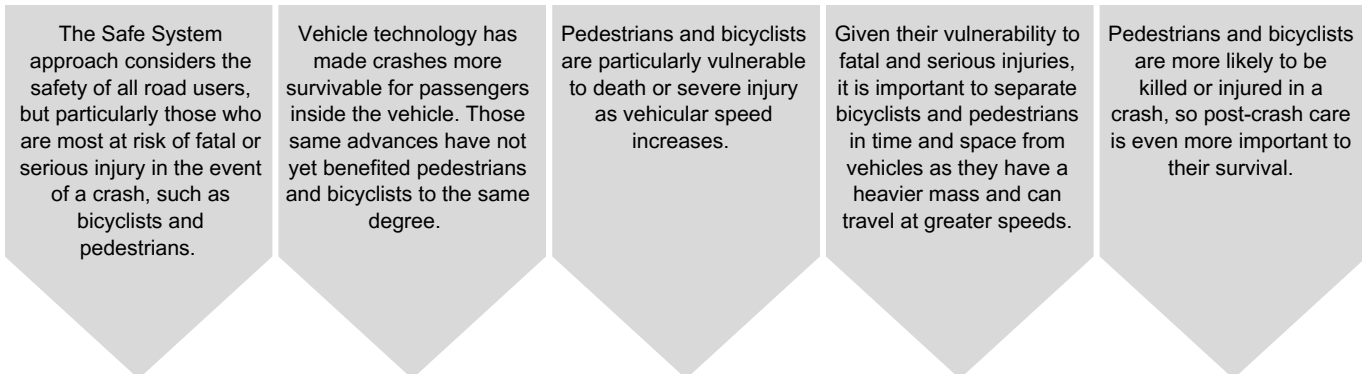 The Safe System
approach considers the
safety of all road users,
but particularly those who
are most at risk of fatal or
serious injury in the event
of a crash, such as
bicyclists and
pedestrians.
Vehicle technology has
made crashes more
survivable for passengers
inside the vehicle. Those
same advances have not
yet benefited pedestrians
and bicyclists to the same
degree.
Pedestrians and bicyclists
are particularly vulnerable
to death or severe injury
as vehicular speed
increases.
Given their vulnerability to
fatal and serious injuries,
it is important to separate
bicyclists and pedestrians
in time and space from
vehicles as they have a
heavier mass and can
travel at greater speeds.
Pedestrians and bicyclists
are more likely to be
killed or injured in a
crash, so post-crash care
is even more important to
their survival.